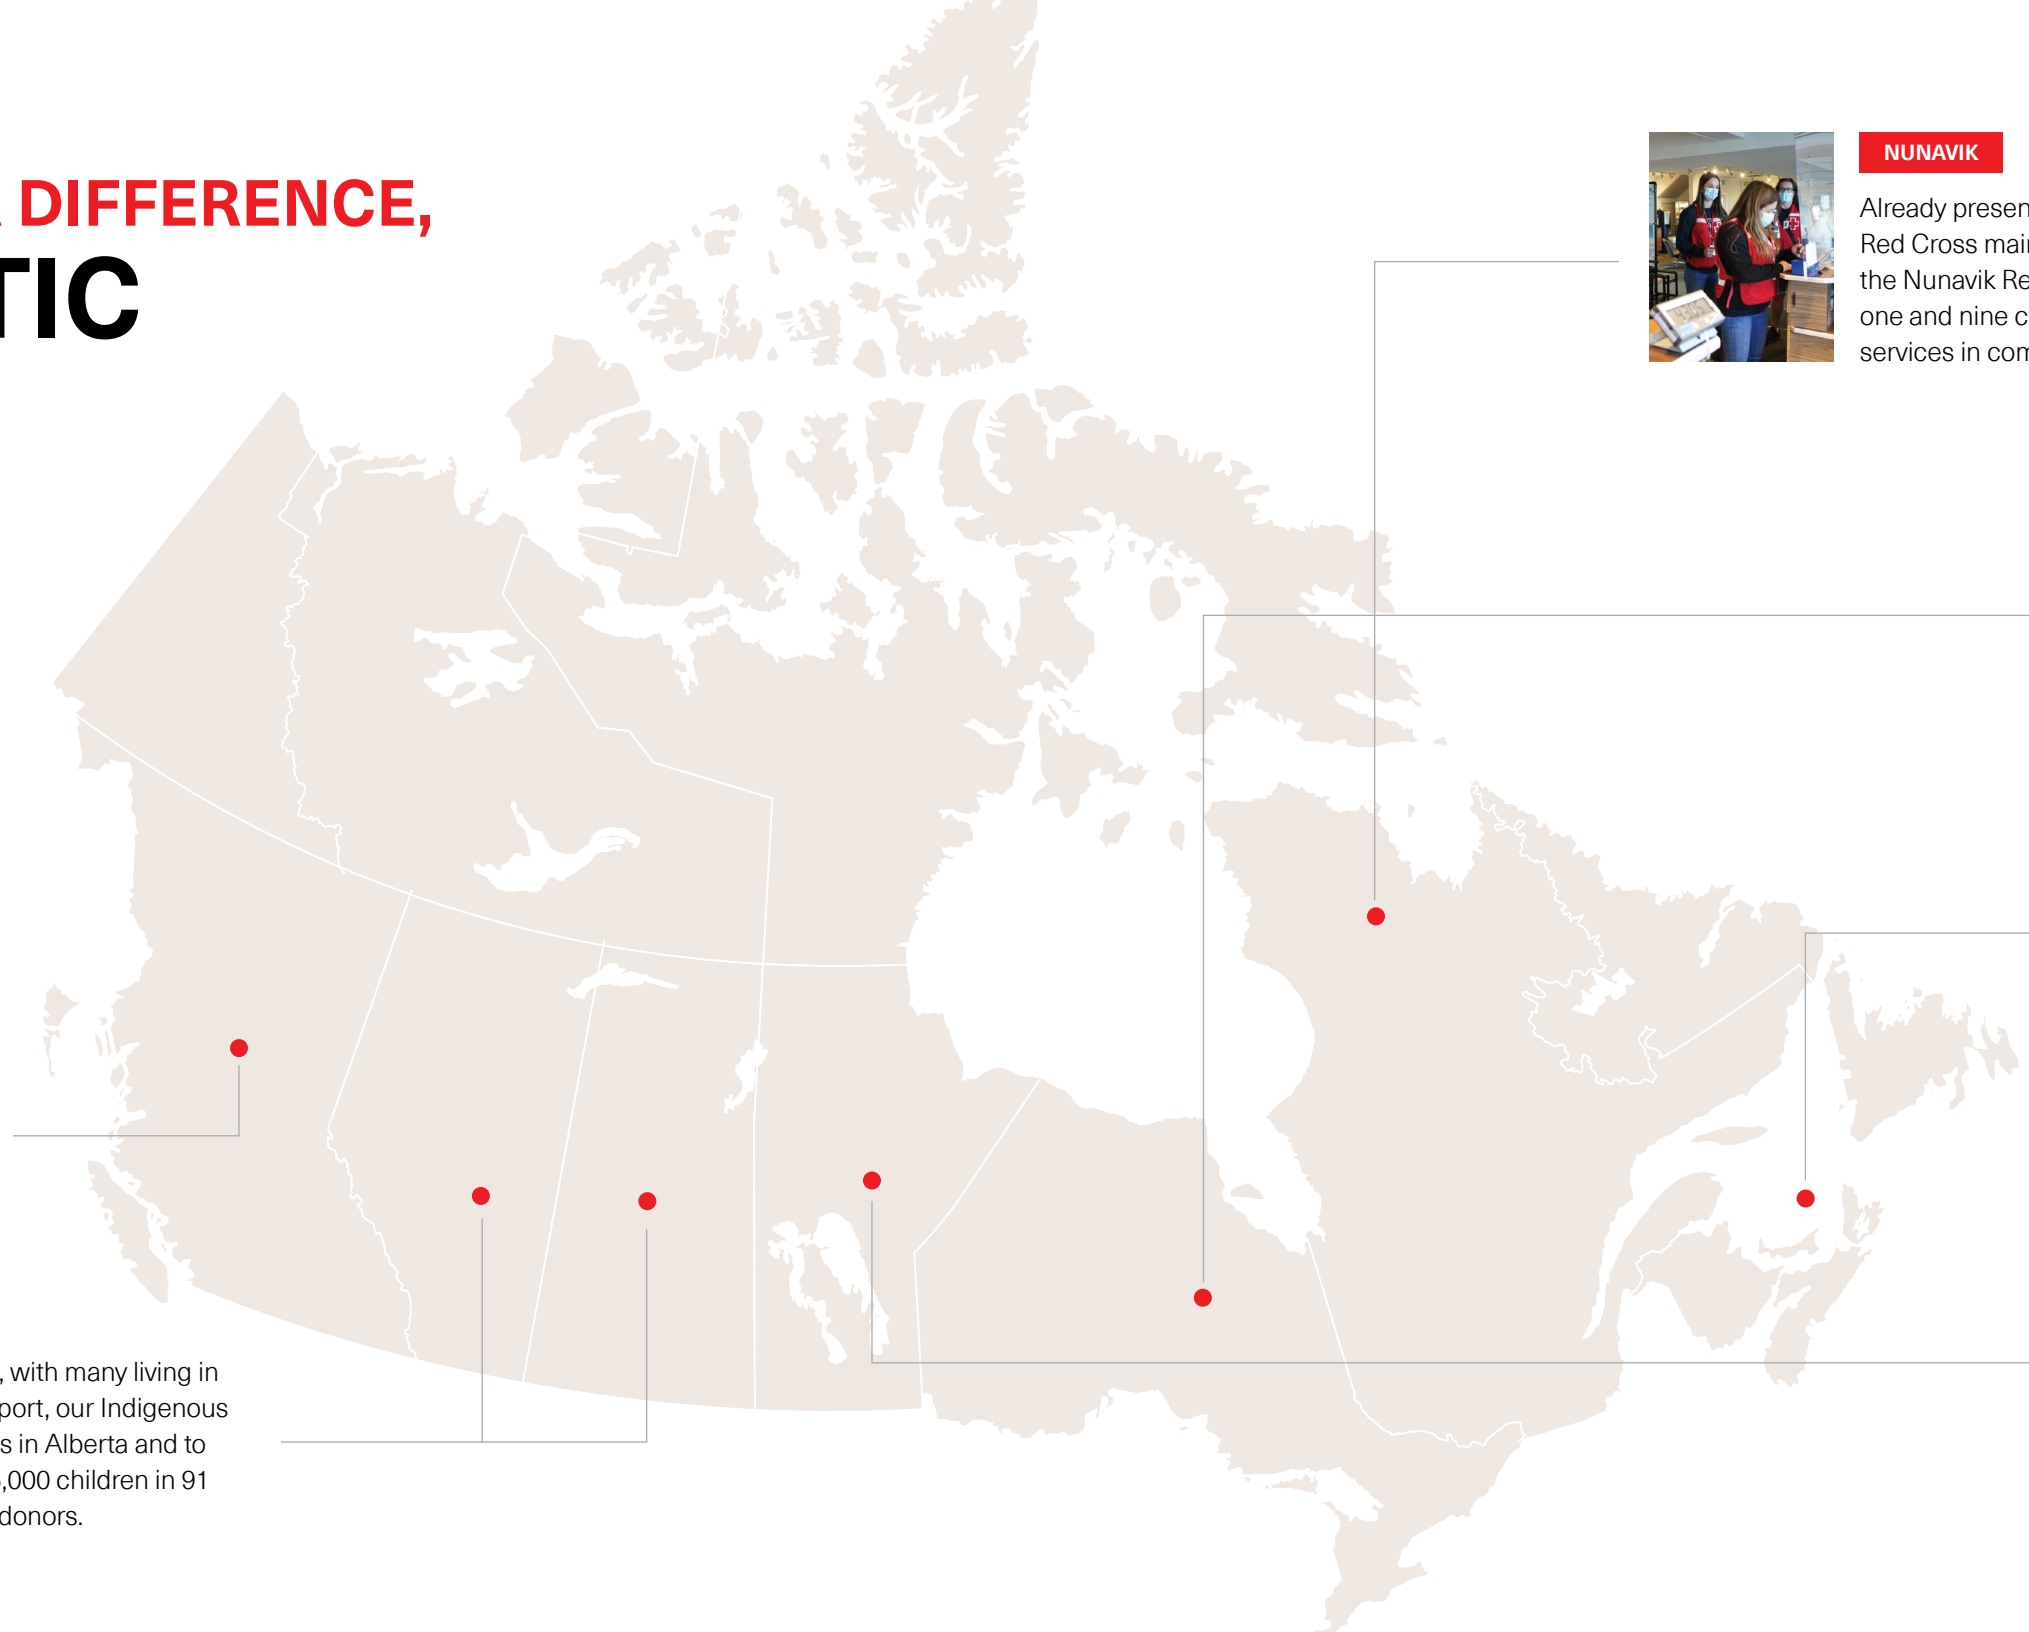 DIFFERENCE,
TIC
NUNAVIK
Already presen
Red Cross mai
the Nunavik Re
one and nine c
services in co
, with many living in
port, our Indigenous
s in Alberta and to
,000 children in 91
donors.